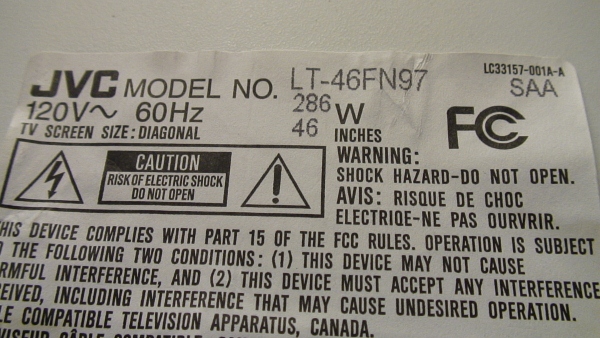 JVC MODEL NO. LT-46FN97
LC33157-001A-A
SAA
120V~ 60Hz 286 W
TV SCREEN SIZE: DIAGONAL 46 INCHES
FC
CAUTION
RISK OF ELECTRIC SHOCK
DO NOT OPEN
WARNING:
SHOCK HAZARD-DO NOT OPEN.
AVIS: RISQUE DE CHOC
ELECTRIQE-NE PAS OURVRIR.
THIS DEVICE COMPLIES WITH PART 15 OF THE FCC RULES. OPERATION IS SUBJECT
THE FOLLOWING TWO CONDITIONS: (1) THIS DEVICE MAY NOT CAUSE
RMFUL INTERFERENCE, AND (2) THIS DEVICE MUST ACCEPT ANY INTERFERENCE
CEIVED, INCLUDING INTERFERENCE THAT MAY CAUSE UNDESIRED OPERATION.
LE COMPATIBLE TELEVISION APPARATUS, CANADA.